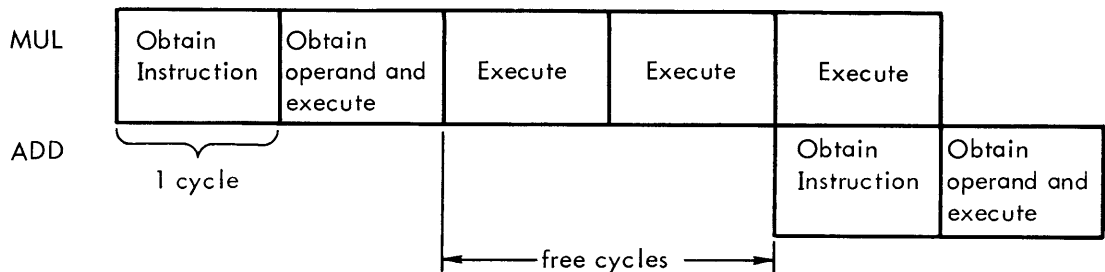 MUL
Obtain
Instruction
Obtain
operand and
execute
Execute
Execute
Execute
ADD
1 cycle
Obtain
Instruction
Obtain
operand and
execute
free cycles